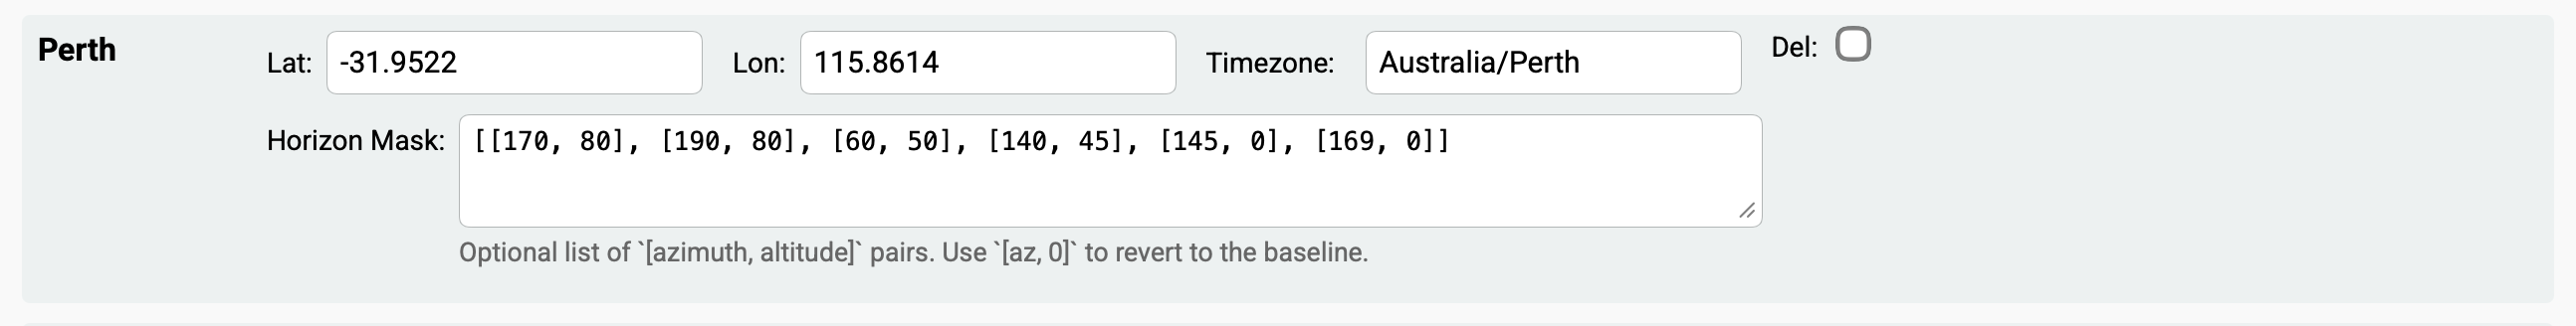 Perth
Lat: -31.9522 Lon: 115.8614 Timezone: Australia/Perth Del:
Horizon Mask: [[170, 80], [190, 80], [60, 50], [140, 45], [145, 0], [169, 0]]
Optional list of `[azimuth, altitude]` pairs. Use `[az, 0]` to revert to the baseline.